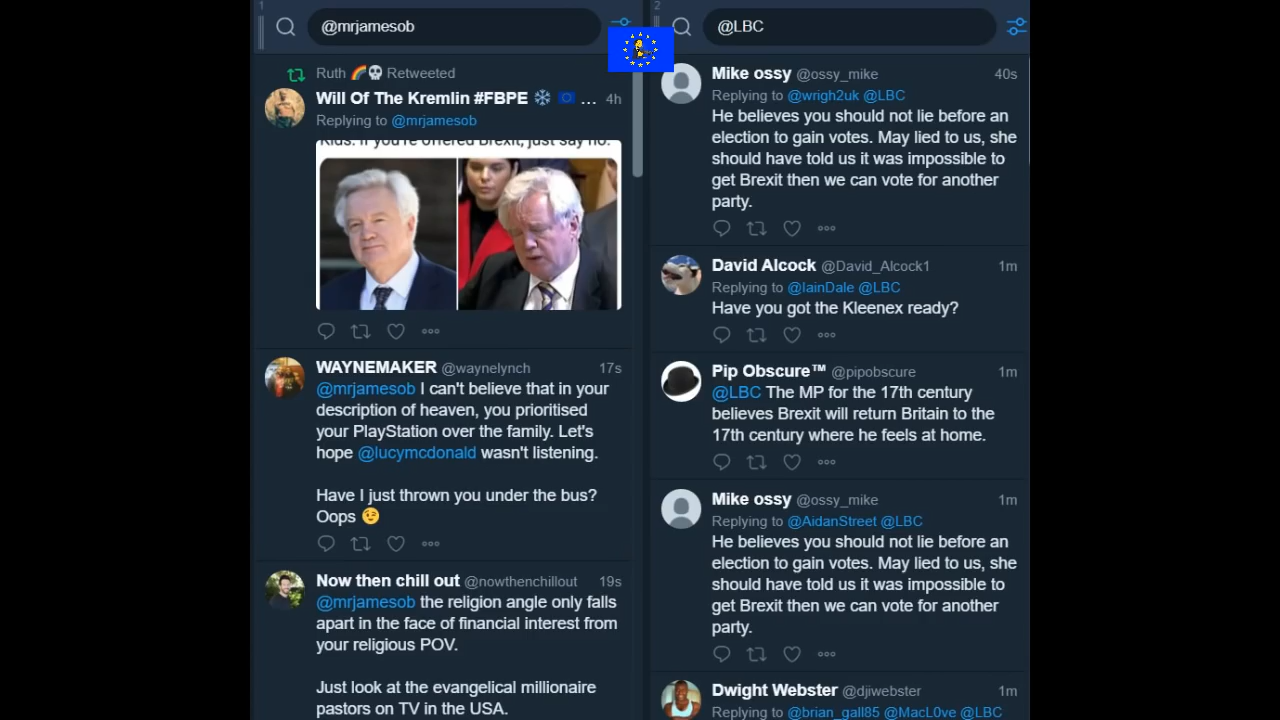 1
@mrjamesob
Ruth 🌈💀 Retweeted
Will Of The Kremlin #FBPE ❄️ 🇪🇺 ... 4h
Replying to @mrjamesob
Kids: If you're offered Brexit, just say no.
WAYNEMAKER @waynelynch 17s
@mrjamesob I can't believe that in your
description of heaven, you prioritised
your PlayStation over the family. Let's
hope @lucymcdonald wasn't listening.
Have I just thrown you under the bus?
Oops 😉
Now then chill out @nowthenchillout 19s
@mrjamesob the religion angle only falls
apart in the face of financial interest from
your religious POV.
Just look at the evangelical millionaire
pastors on TV in the USA.
2
@LBC
Mike ossy @ossy_mike 40s
Replying to @wrigh2uk @LBC
He believes you should not lie before an
election to gain votes. May lied to us, she
should have told us it was impossible to
get Brexit then we can vote for another
party.
David Alcock @David_Alcock1 1m
Replying to @IainDale @LBC
Have you got the Kleenex ready?
Pip Obscure™ @pipobscure 1m
@LBC The MP for the 17th century
believes Brexit will return Britain to the
17th century where he feels at home.
Mike ossy @ossy_mike 1m
Replying to @AidanStreet @LBC
He believes you should not lie before an
election to gain votes. May lied to us, she
should have told us it was impossible to
get Brexit then we can vote for another
party.
Dwight Webster @djiwebster 1m
Replying to @brian_gall85 @MacL0ve @LBC